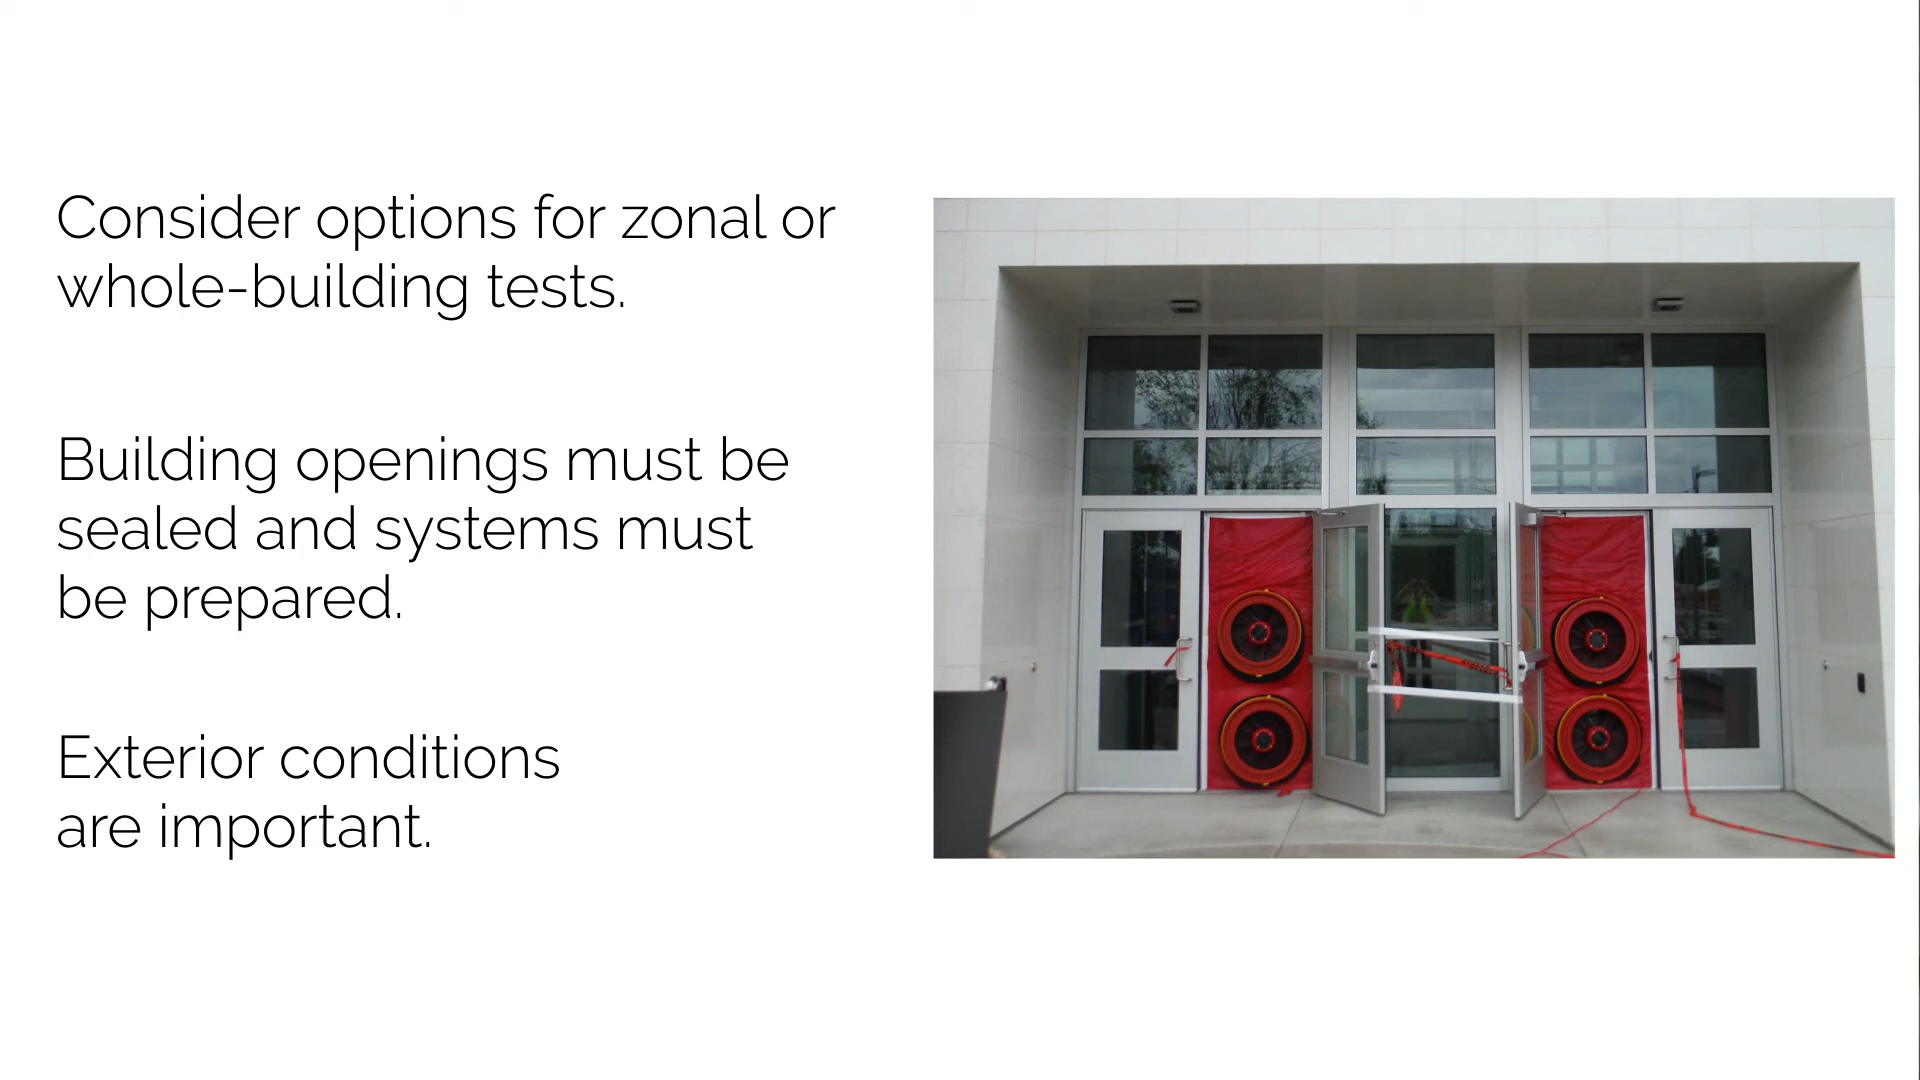 Consider options for zonal or
whole-building tests.
Building openings must be
sealed and systems must
be prepared.
Exterior conditions
are important.